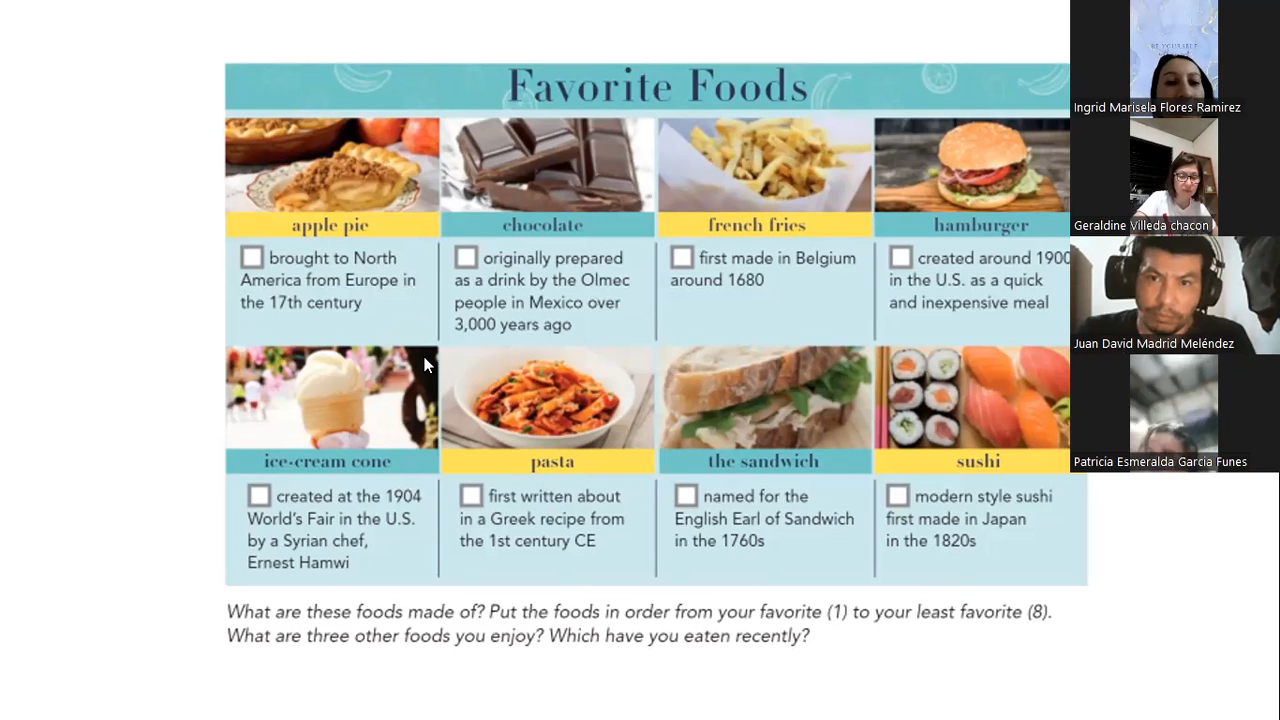 BE YOURSELF
Ingrid Marisela Flores Ramirez
Geraldine Villeda chacon
Juan David Madrid Meléndez
Patricia Esmeralda Garcia Funes
Favorite Foods
apple pie
brought to North
America from Europe in
the 17th century
chocolate
originally prepared
as a drink by the Olmec
people in Mexico over
3,000 years ago
french fries
first made in Belgium
around 1680
hamburger
created around 1900
in the U.S. as a quick
and inexpensive meal
ice-cream cone
created at the 1904
World's Fair in the U.S.
by a Syrian chef,
Ernest Hamwi
pasta
first written about
in a Greek recipe from
the 1st century CE
the sandwich
named for the
English Earl of Sandwich
in the 1760s
sushi
modern style sushi
first made in Japan
in the 1820s
What are these foods made of? Put the foods in order from your favorite (1) to your least favorite (8).
What are three other foods you enjoy? Which have you eaten recently?